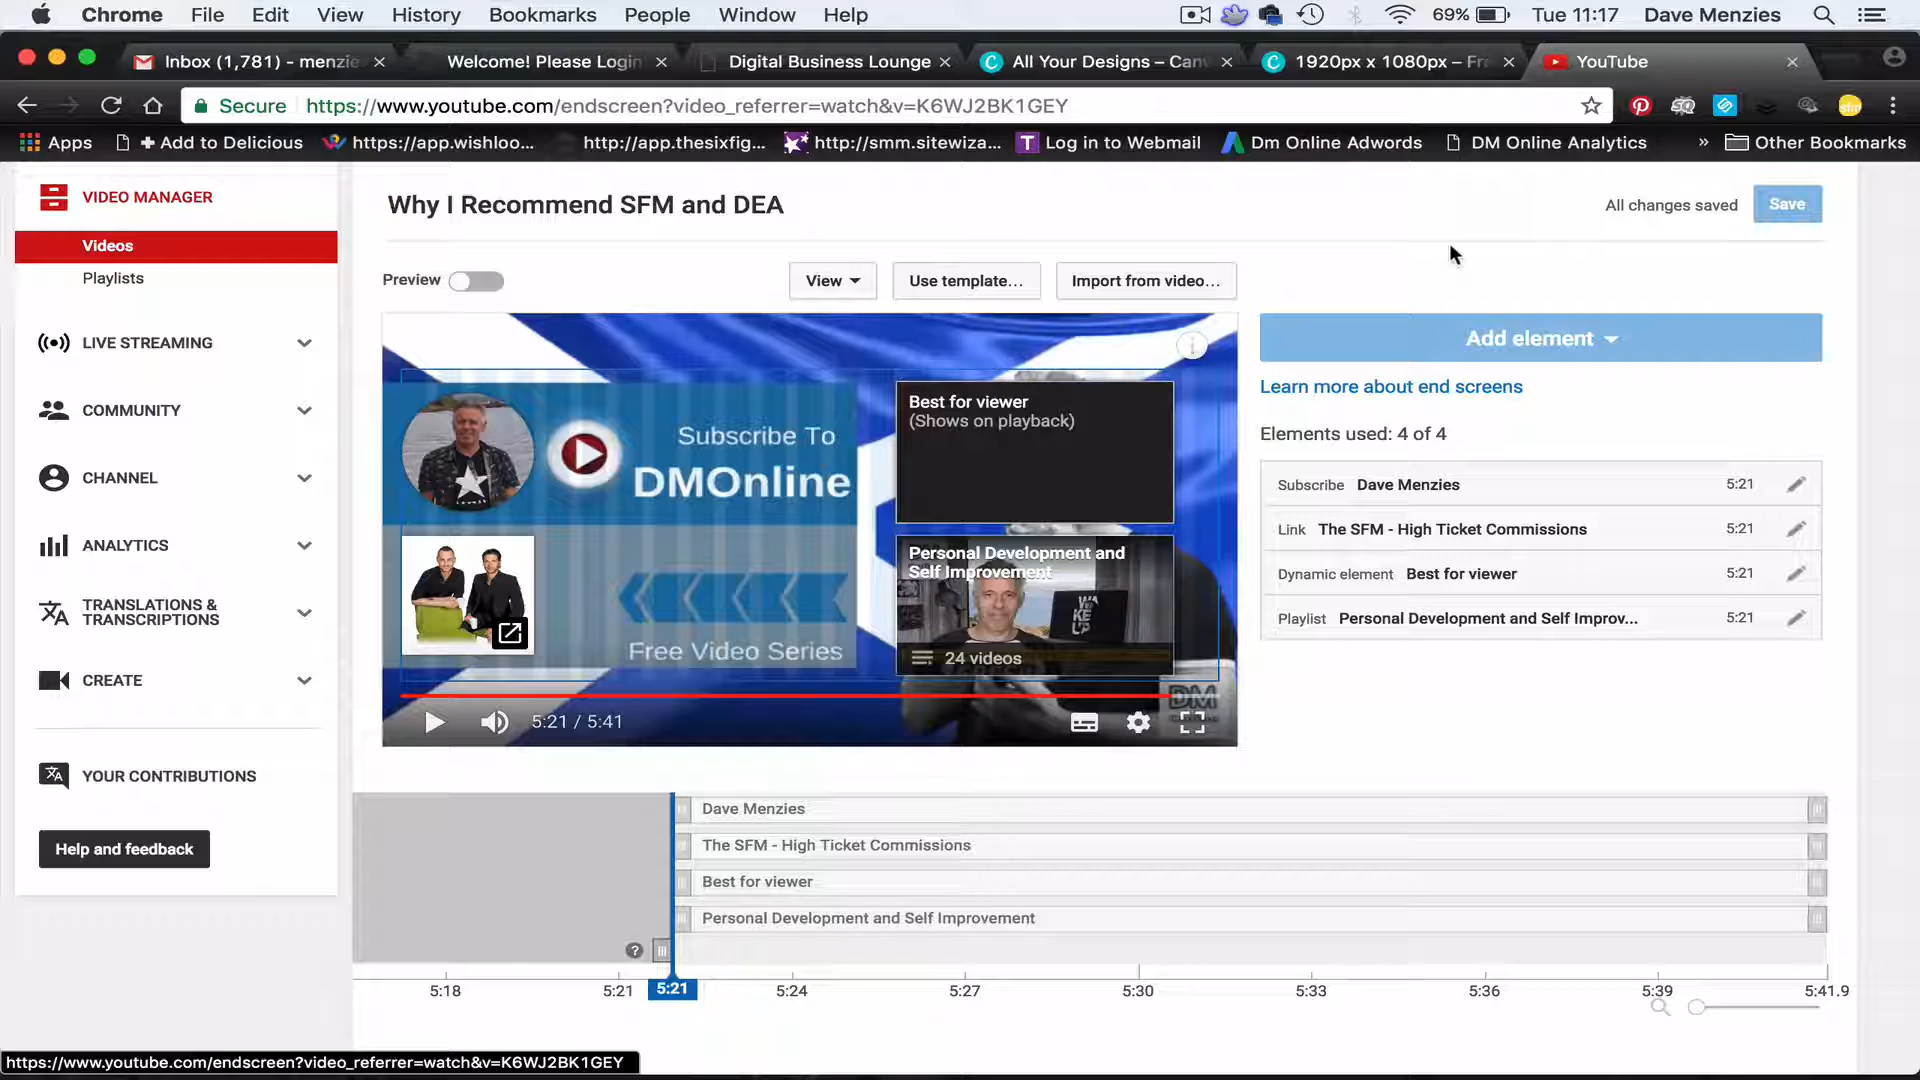 Chrome File Edit View History Bookmarks People Window Help 69% Tue 11:17 Dave Menzies
Inbox (1,781) - menzie Welcome! Please Login Digital Business Lounge All Your Designs – Can 1920px x 1080px – Fr YouTube
Secure https://www.youtube.com/endscreen?video_referrer=watch&v=K6WJ2BK1GEY
Apps + Add to Delicious https://app.wishloo... http://app.thesixfig... http://smm.sitewiza... Log in to Webmail Dm Online Adwords DM Online Analytics » Other Bookmarks
VIDEO MANAGER
Videos
Playlists
LIVE STREAMING
COMMUNITY
CHANNEL
ANALYTICS
TRANSLATIONS &
TRANSCRIPTIONS
CREATE
YOUR CONTRIBUTIONS
Help and feedback
Why I Recommend SFM and DEA
All changes saved Save
Preview View Use template... Import from video...
Subscribe To
DMOnline
Free Video Series
Best for viewer
(Shows on playback)
Personal Development and
Self Improvement
WAKE UP
24 videos
DM
5:21 / 5:41
Add element
Learn more about end screens
Elements used: 4 of 4
Subscribe Dave Menzies 5:21
Link The SFM - High Ticket Commissions 5:21
Dynamic element Best for viewer 5:21
Playlist Personal Development and Self Improv... 5:21
Dave Menzies
The SFM - High Ticket Commissions
Best for viewer
Personal Development and Self Improvement
?
5:18 5:21 5:21 5:24 5:27 5:30 5:33 5:36 5:39 5:41.9
https://www.youtube.com/endscreen?video_referrer=watch&v=K6WJ2BK1GEY